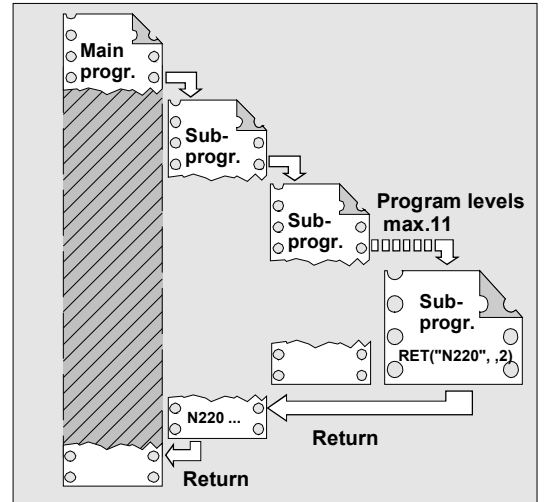 Main
progr.
Sub-
progr.
Sub-
progr.
Program levels
max.11
Sub-
progr.
RET("N220", ,2)
N220 ...
Return
Return